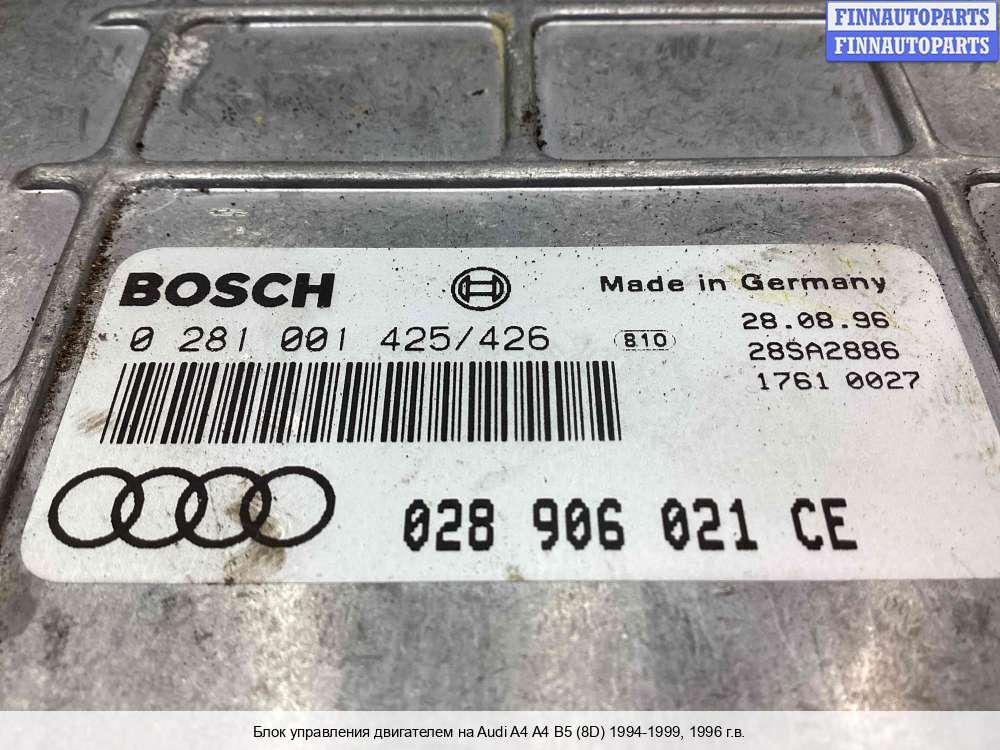 FINNAUTOPARTS
FINNAUTOPARTS
BOSCH
Made in Germany
0 281 001 425/426
810
28.08.96
28SA2886
1761 0027
028 906 021 CE
Блок управления двигателем на Audi A4 A4 B5 (8D) 1994-1999, 1996 г.в.